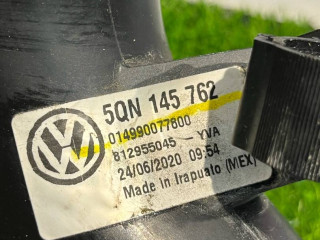 5QN 145 762
014990077800
812955045 - YVA
24/06/2020 09:54
Made in Irapuato (MEX)